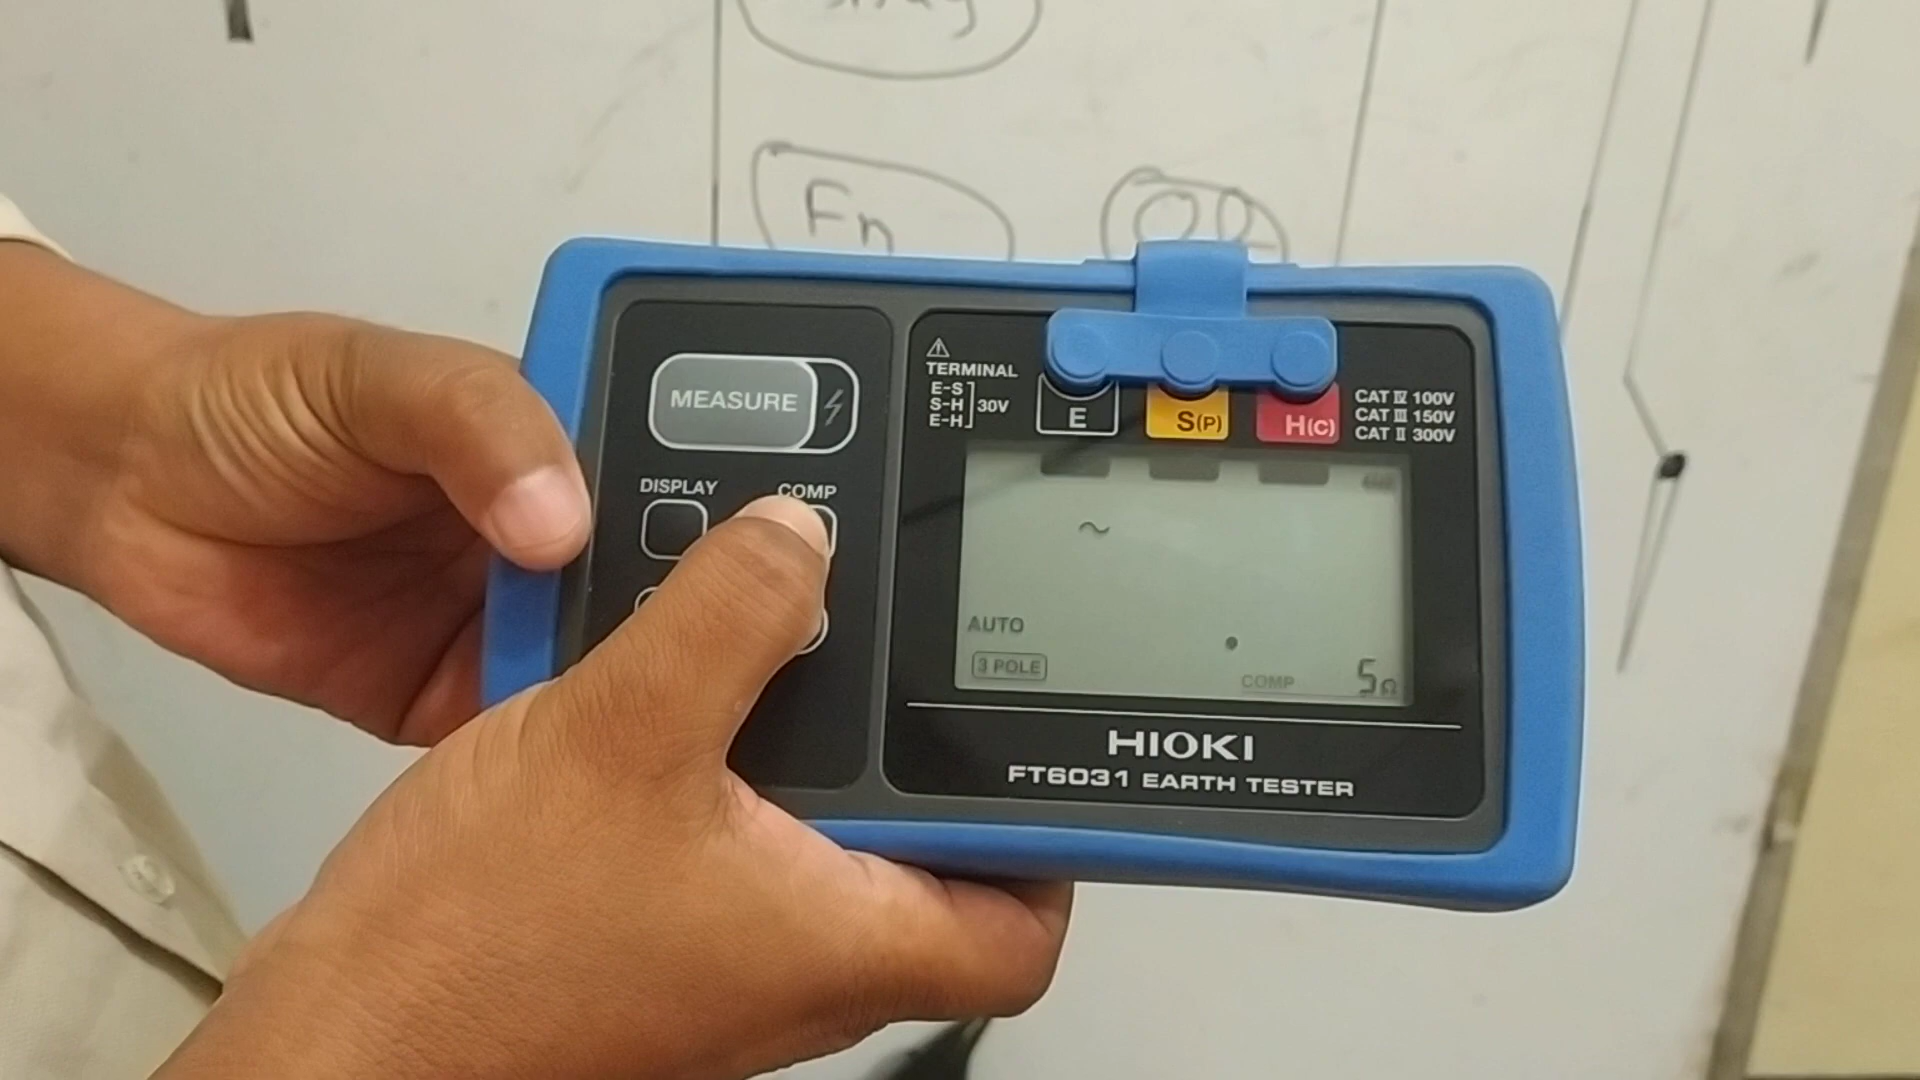 Fn
MEASURE
DISPLAY COMP
TERMINAL
E-S
S-H
E-H
30V
E
S(P)
H(C)
CAT IV 100V
CAT III 150V
CAT II 300V
~
AUTO
3 POLE
COMP 5Ω
HIOKI
FT6031 EARTH TESTER